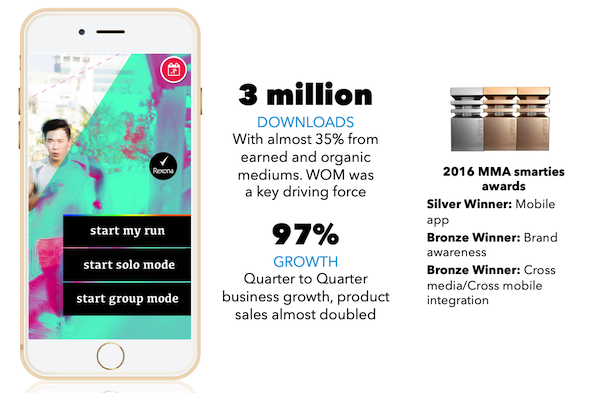 Rexona
start my run
start solo mode
start group mode
3 million
DOWNLOADS
With almost 35% from
earned and organic
mediums. WOM was
a key driving force
97%
GROWTH
Quarter to Quarter
business growth, product
sales almost doubled
2016 MMA smarties
awards
Silver Winner: Mobile
app
Bronze Winner: Brand
awareness
Bronze Winner: Cross
media/Cross mobile
integration